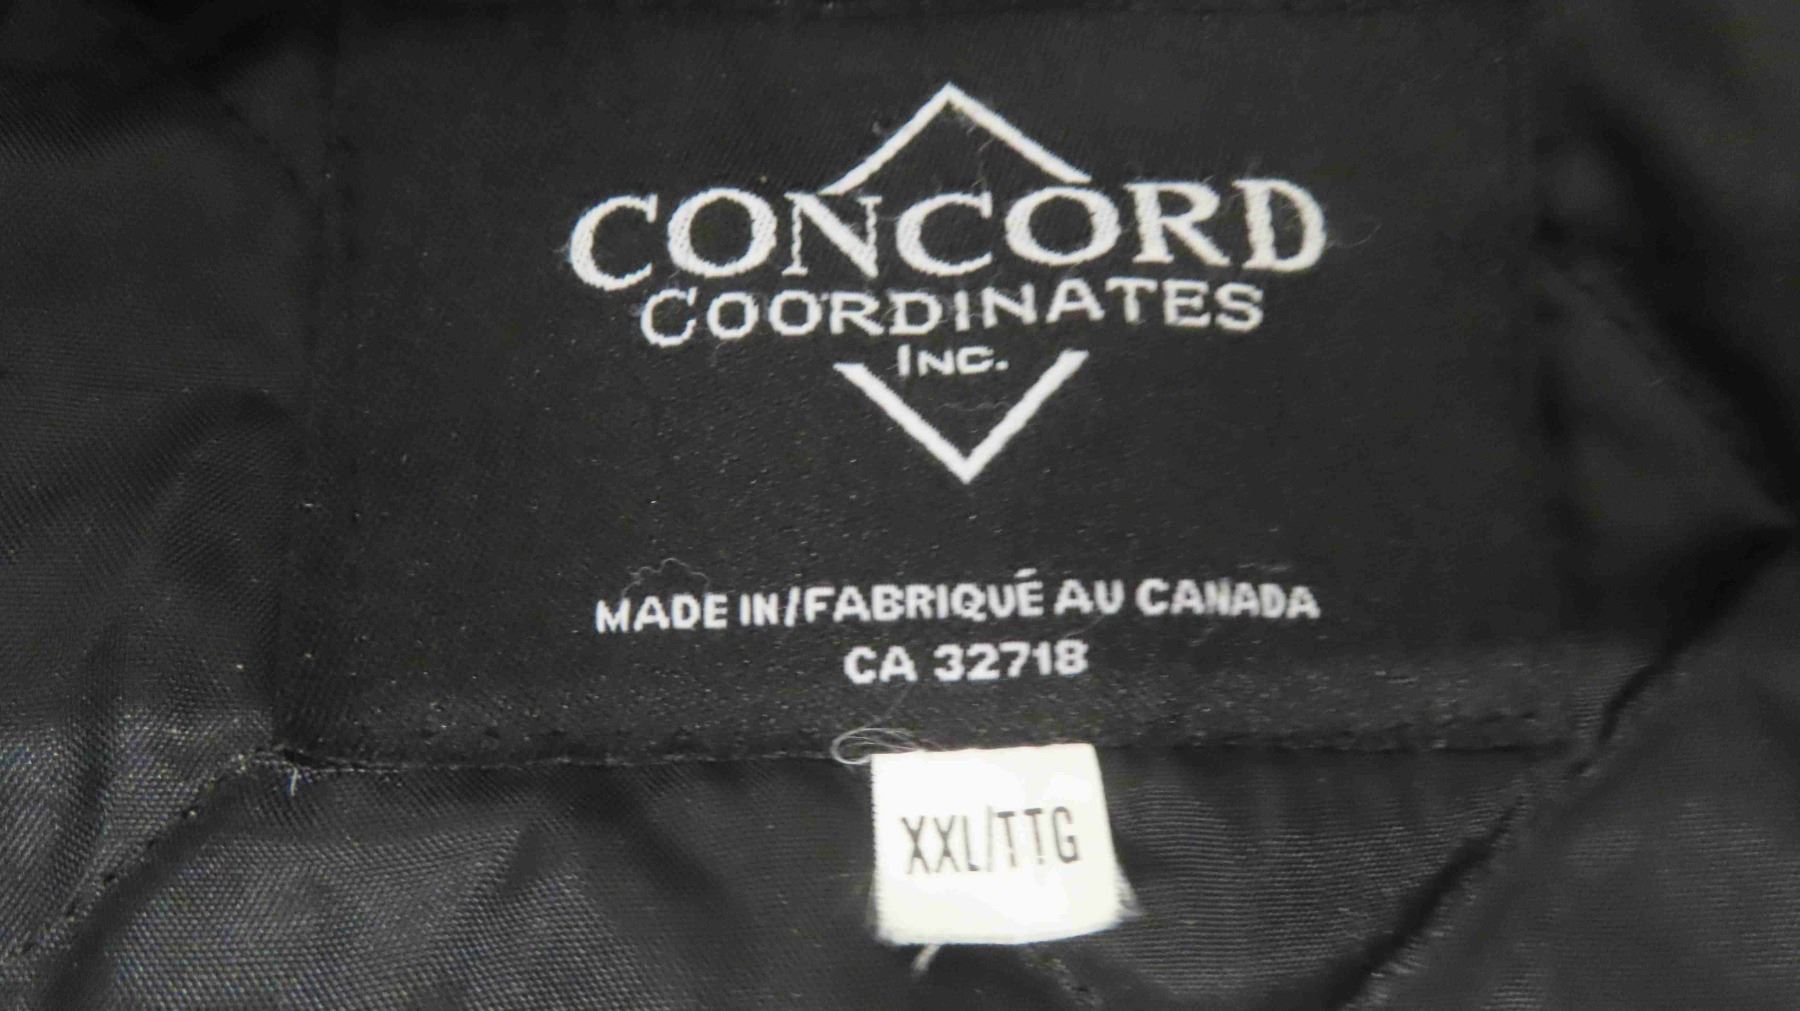 CONCORD
COORDINATES
INC.
MADE IN/FABRIQUÉ AU CANADA
CA 32718
XXL/TTG